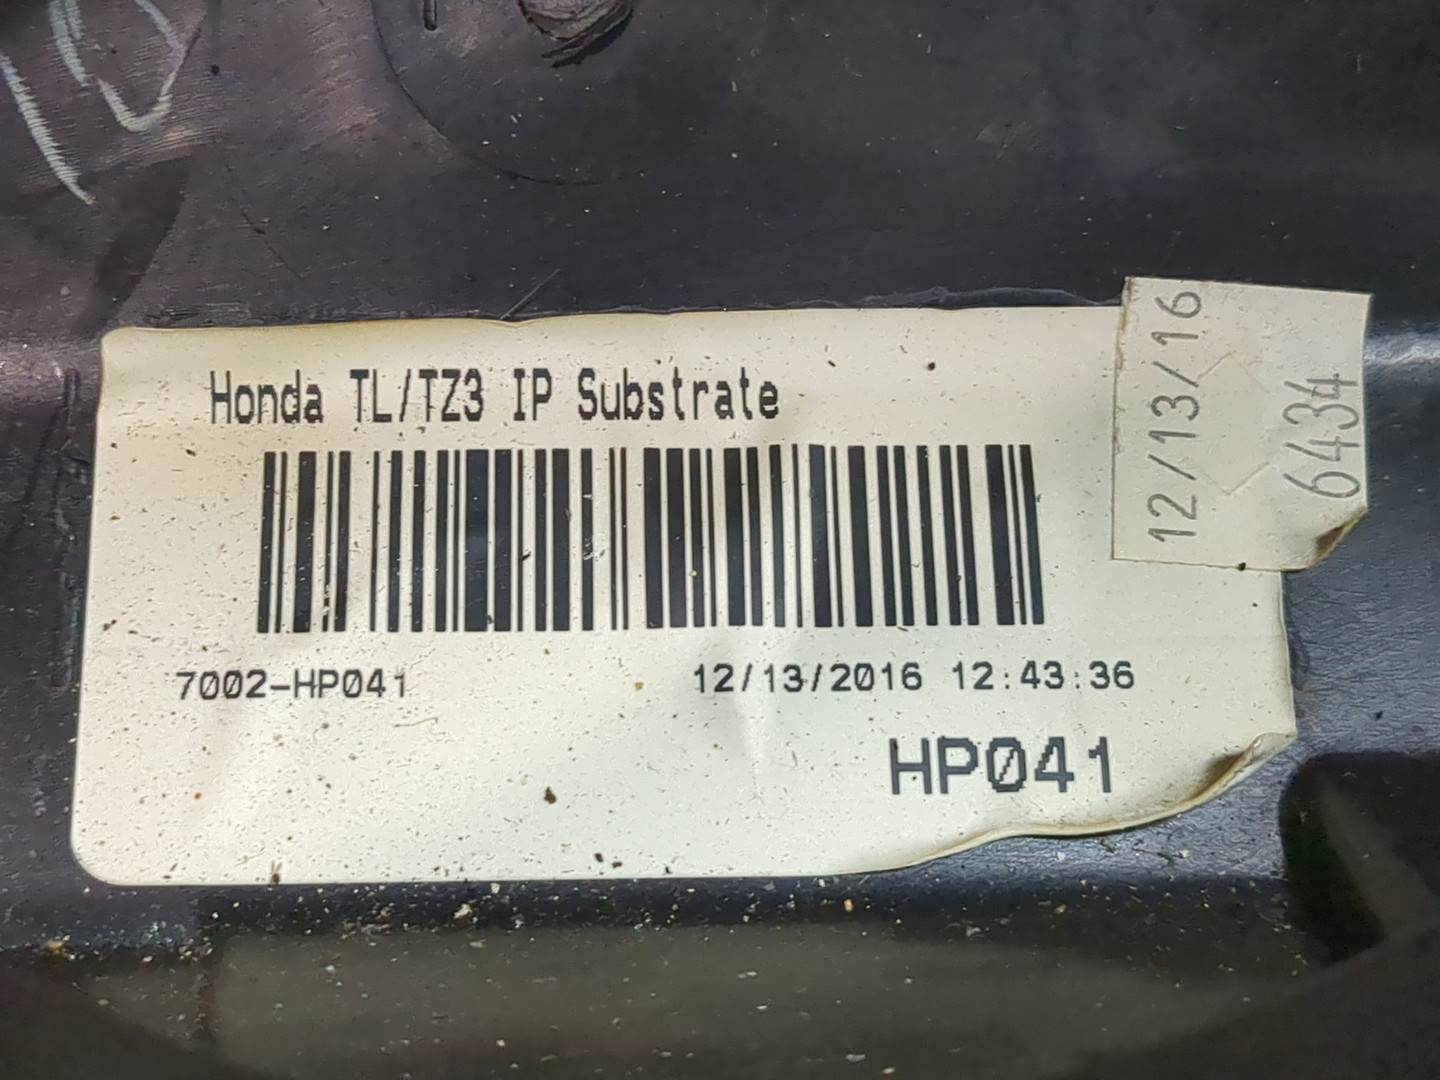 Honda TL/TZ3 IP Substrate
7002-HP041
12/13/2016 12:43:36
HP041
12/13/16
6434